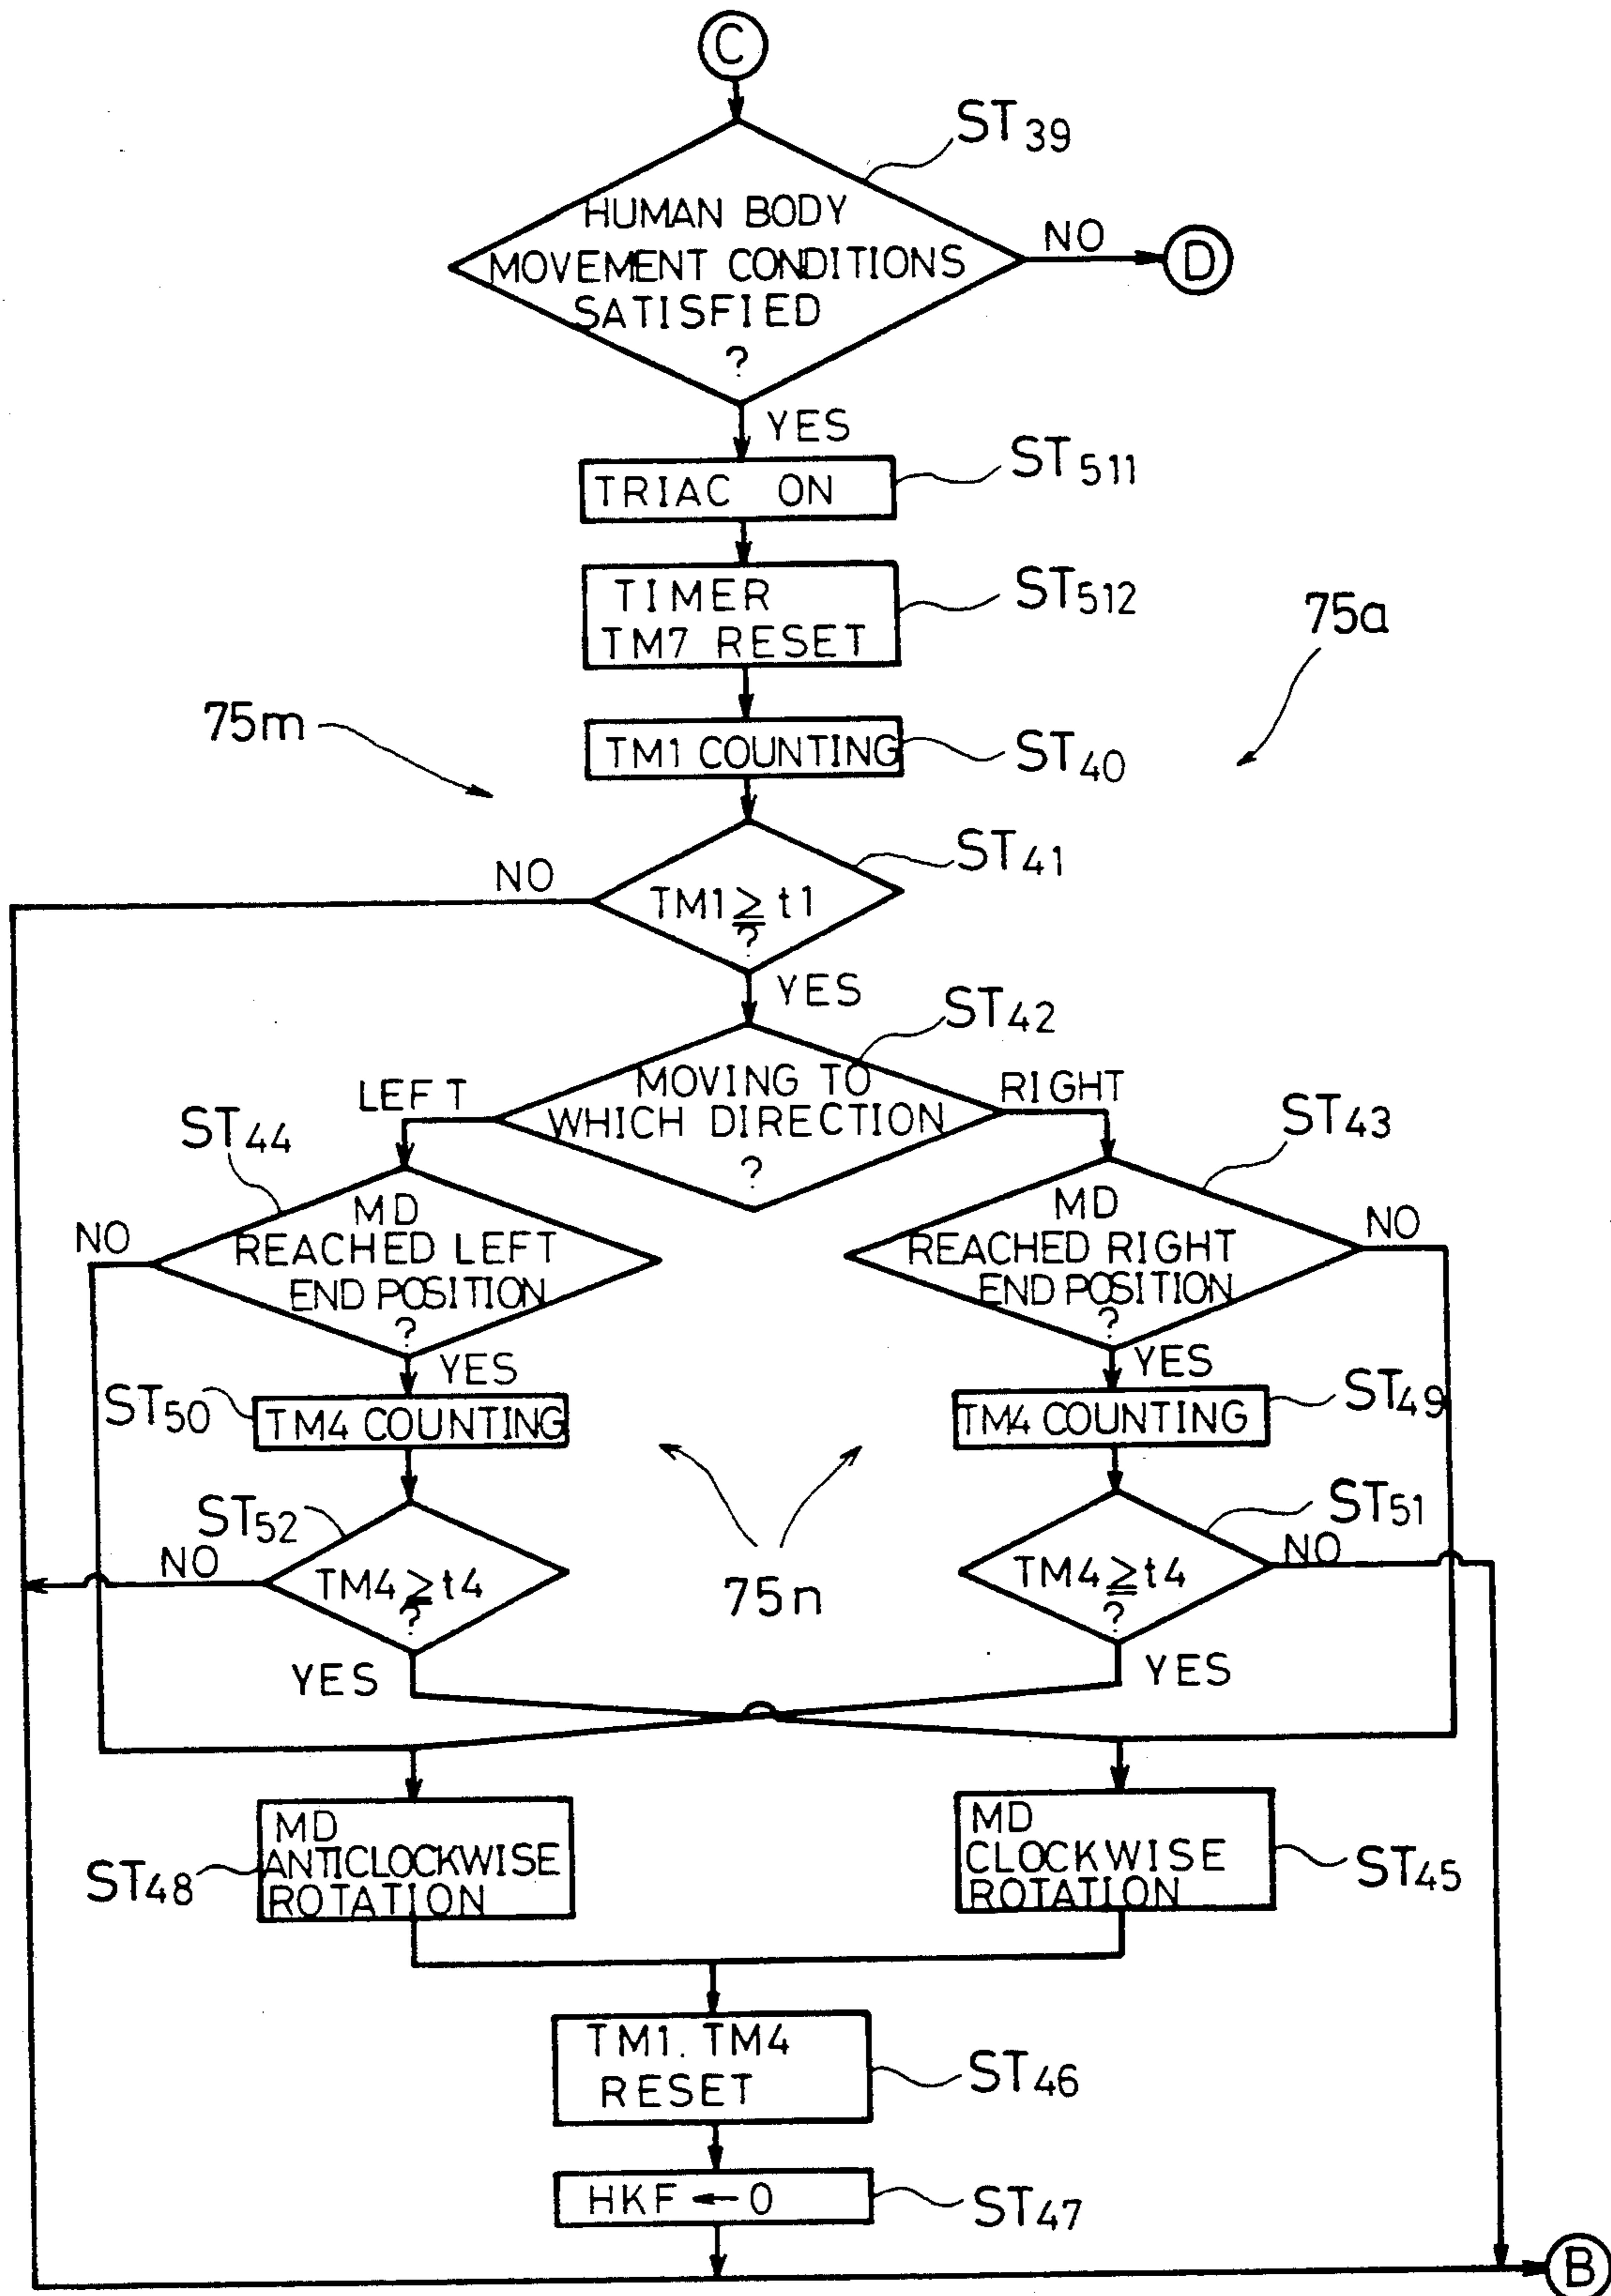 C
ST39
HUMAN BODY
MOVEMENT CONDITIONS
SATISFIED
?
NO
D
YES
TRIAC ON
ST511
TIMER
TM7 RESET
ST512
75a
75m
TM1 COUNTING
ST40
ST41
NO
TM1≧t1
?
YES
ST42
MOVING TO
WHICH DIRECTION
?
LEFT
RIGHT
ST44
ST43
MD
REACHED LEFT
END POSITION
?
NO
MD
REACHED RIGHT
END POSITION
?
NO
YES
YES
ST50
TM4 COUNTING
TM4 COUNTING
ST49
ST52
NO
TM4≧t4
?
75n
ST51
NO
TM4≧t4
?
YES
YES
MD
ANTICLOCKWISE
ROTATION
ST48
MD
CLOCKWISE
ROTATION
ST45
TM1. TM4
RESET
ST46
HKF ← 0
ST47
B